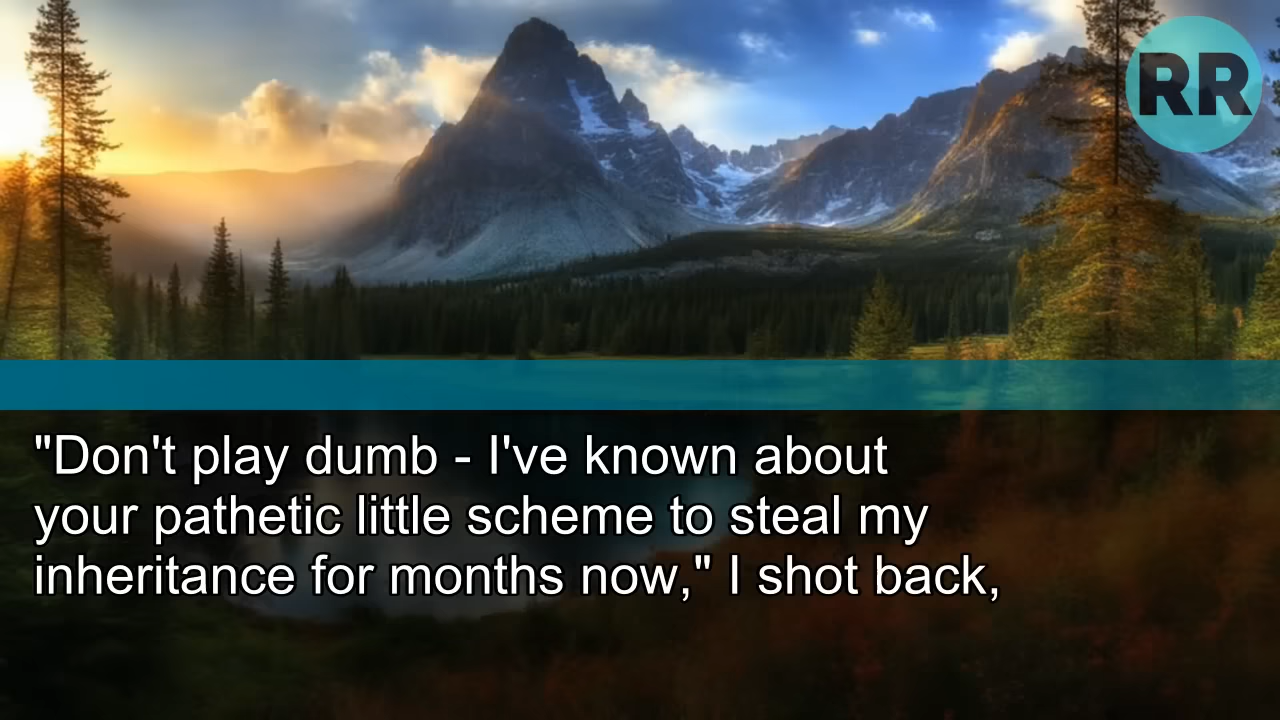 RR
"Don't play dumb - I've known about
your pathetic little scheme to steal my
inheritance for months now," I shot back,